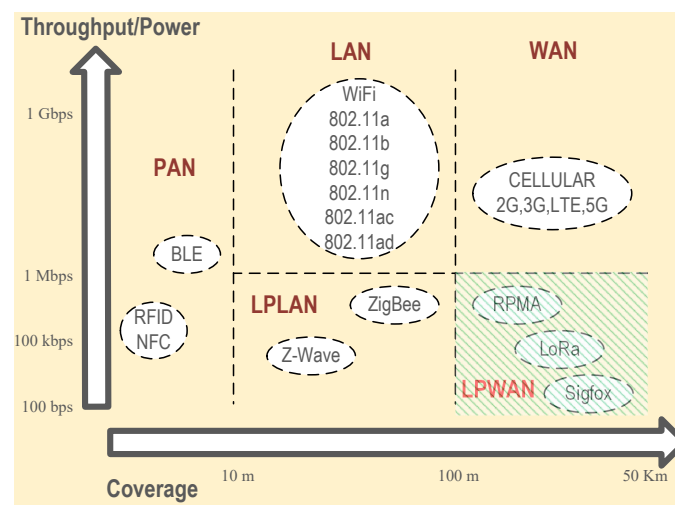 Throughput/Power
LAN
WAN
1 Gbps
WiFi
802.11a
802.11b
802.11g
802.11n
802.11ac
802.11ad
PAN
CELLULAR
2G,3G,LTE,5G
BLE
1 Mbps
LPLAN
ZigBee
RPMA
RFID
NFC
100 kbps
Z-Wave
LoRa
LPWAN
Sigfox
100 bps
10 m
100 m
50 Km
Coverage